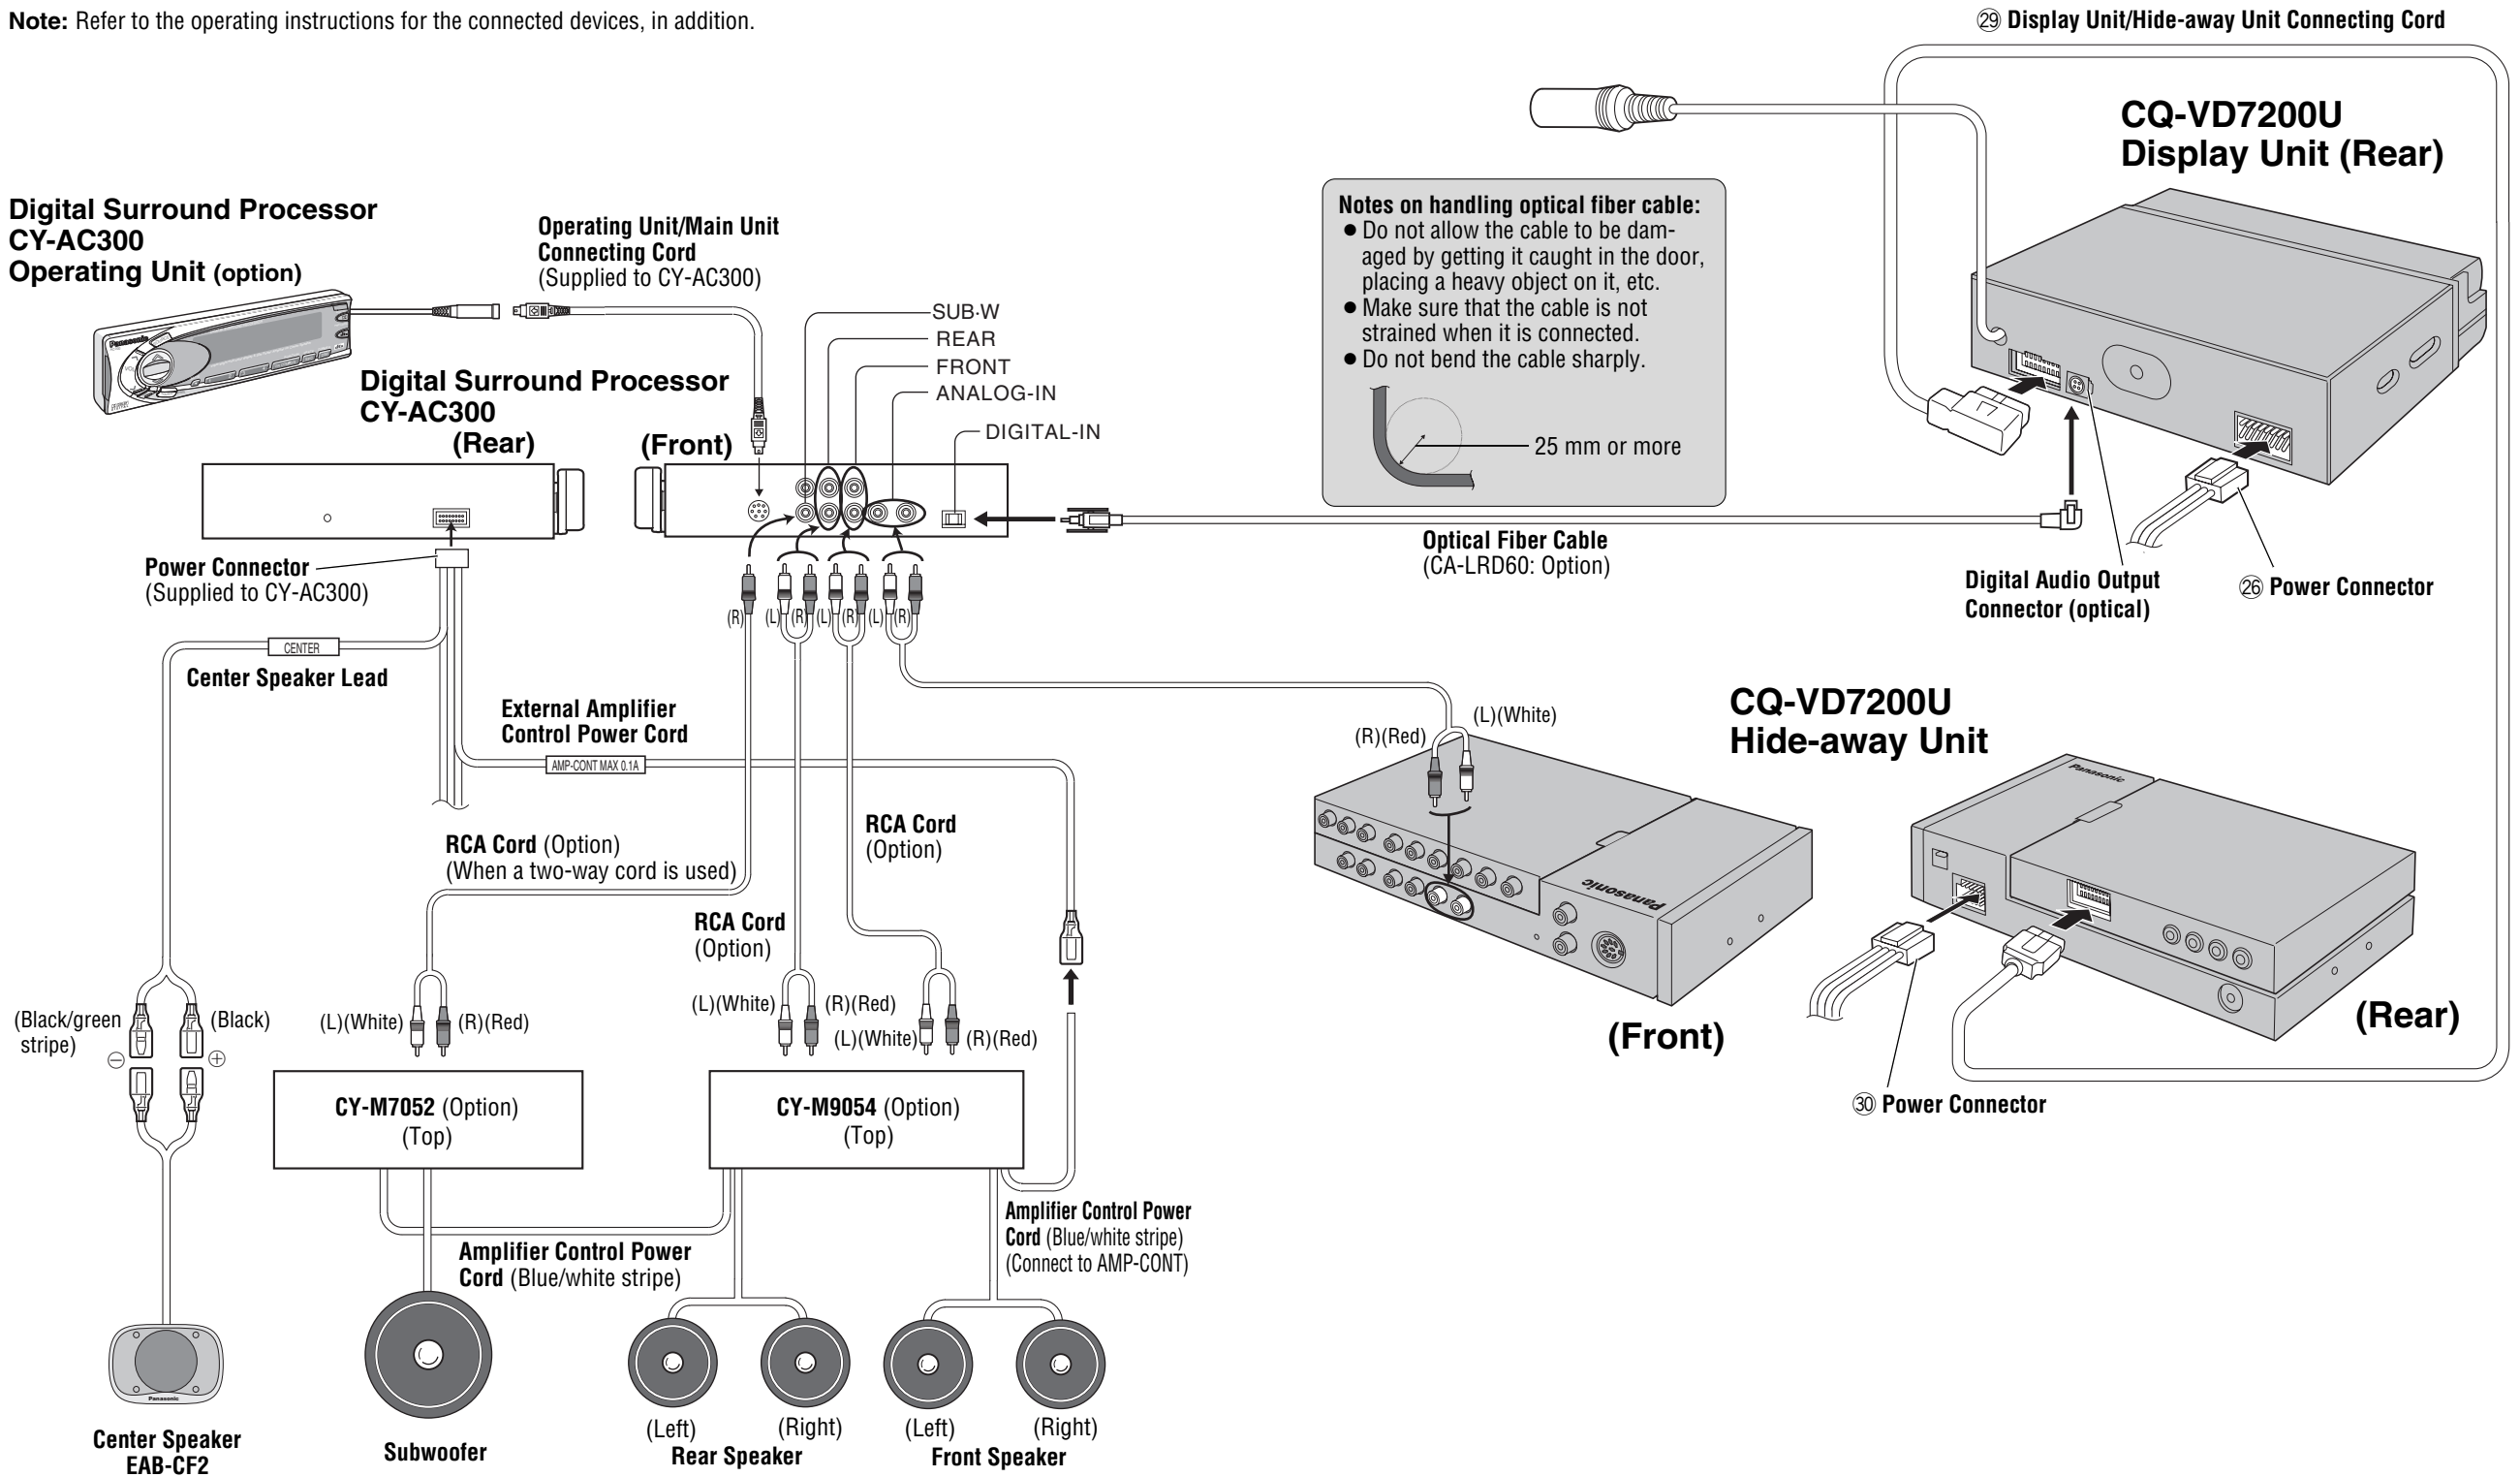 Note: Refer to the operating instructions for the connected devices, in addition.
㉙ Display Unit/Hide-away Unit Connecting Cord
CQ-VD7200U
Display Unit (Rear)
Digital Surround Processor
CY-AC300
Operating Unit (option)
Operating Unit/Main Unit
Connecting Cord
(Supplied to CY-AC300)
Notes on handling optical fiber cable:
● Do not allow the cable to be dam-
aged by getting it caught in the door,
placing a heavy object on it, etc.
● Make sure that the cable is not
strained when it is connected.
● Do not bend the cable sharply.
25 mm or more
SUB·W
REAR
FRONT
ANALOG-IN
DIGITAL-IN
Panasonic
Digital Surround Processor
CY-AC300
(Rear)
(Front)
Power Connector
(Supplied to CY-AC300)
Optical Fiber Cable
(CA-LRD60: Option)
Digital Audio Output
Connector (optical)
㉖ Power Connector
(R)
(L)
(R)
(L)
(R)
(L)
(R)
CENTER
Center Speaker Lead
External Amplifier
Control Power Cord
AMP-CONT MAX 0.1A
(R)(Red)
(L)(White)
CQ-VD7200U
Hide-away Unit
Panasonic
Panasonic
RCA Cord (Option)
(When a two-way cord is used)
RCA Cord
(Option)
RCA Cord
(Option)
(Front)
(Rear)
㉚ Power Connector
(Black/green
stripe)
(Black)
⊖
⊕
(L)(White)
(R)(Red)
(L)(White)
(R)(Red)
(L)(White)
(R)(Red)
CY-M7052 (Option)
(Top)
CY-M9054 (Option)
(Top)
Amplifier Control Power
Cord (Blue/white stripe)
Amplifier Control Power
Cord (Blue/white stripe)
(Connect to AMP-CONT)
Panasonic
Center Speaker
EAB-CF2
Subwoofer
(Left)
(Right)
Rear Speaker
(Left)
(Right)
Front Speaker